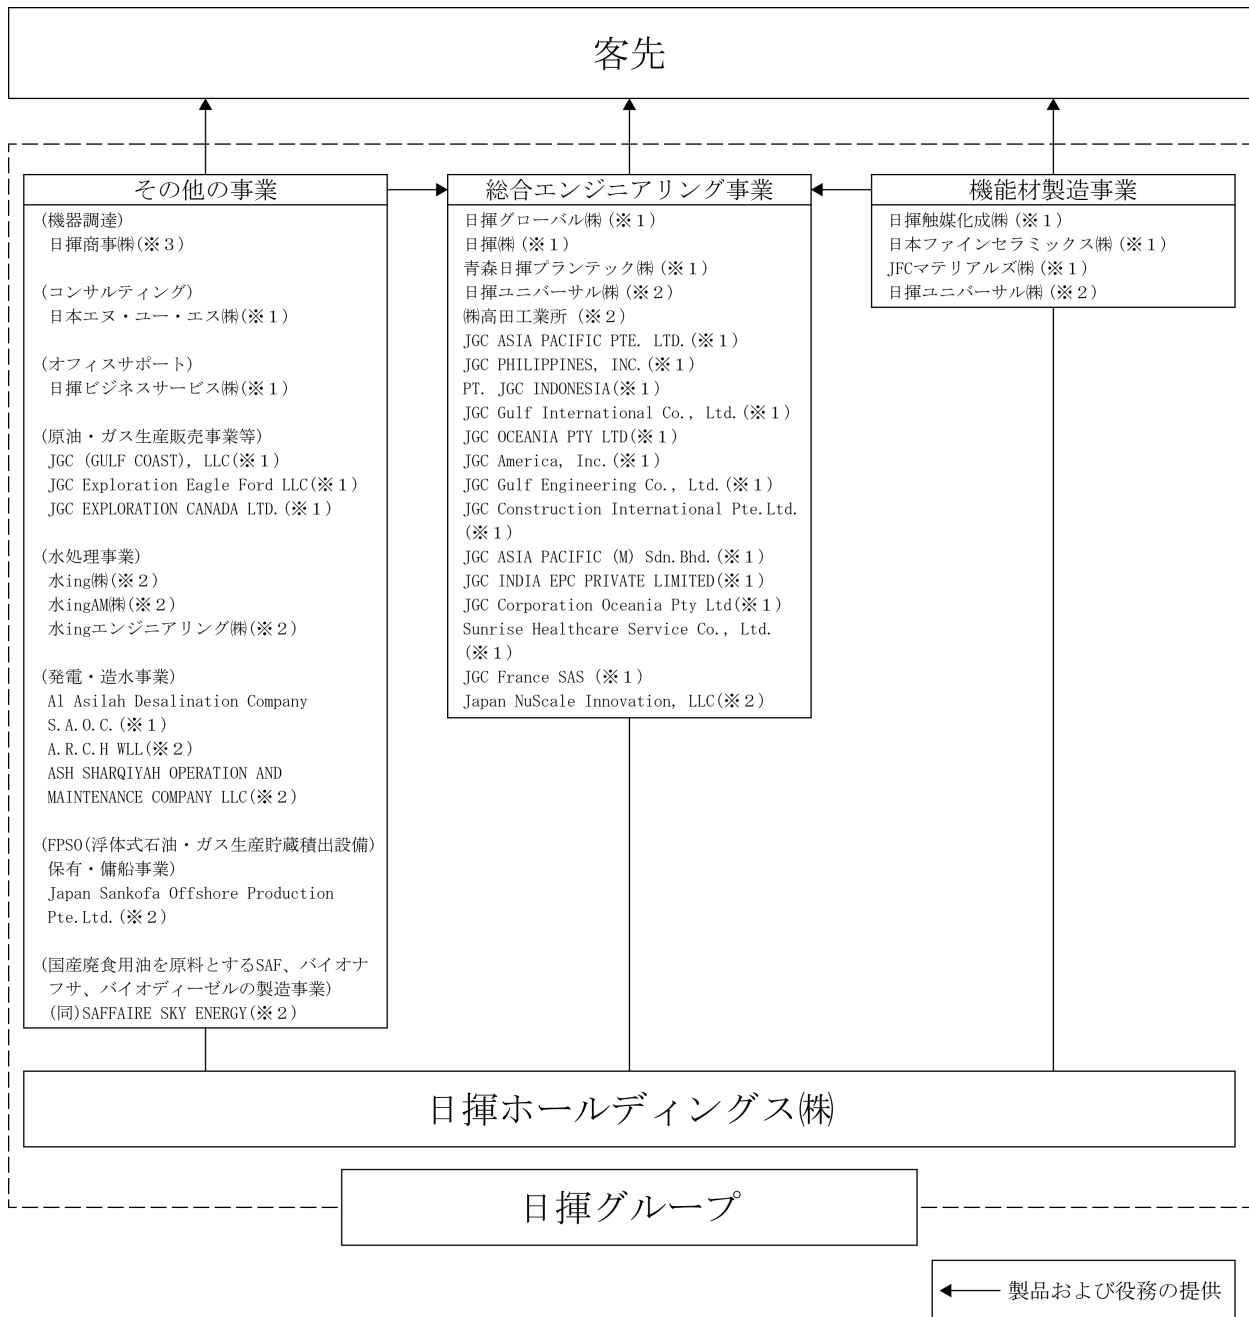 客先
その他の事業
(機器調達)
日揮商事㈱(※３)
(コンサルティング)
日本エヌ・ユー・エス㈱(※１)
(オフィスサポート)
日揮ビジネスサービス㈱(※１)
(原油・ガス生産販売事業等)
JGC (GULF COAST), LLC(※１)
JGC Exploration Eagle Ford LLC(※１)
JGC EXPLORATION CANADA LTD.(※１)
(水処理事業)
水ing㈱(※２)
水ingAM㈱(※２)
水ingエンジニアリング㈱(※２)
(発電・造水事業)
Al Asilah Desalination Company
S.A.O.C.(※１)
A.R.C.H WLL(※２)
ASH SHARQIYAH OPERATION AND
MAINTENANCE COMPANY LLC(※２)
(FPSO(浮体式石油・ガス生産貯蔵積出設備)
保有・傭船事業)
Japan Sankofa Offshore Production
Pte.Ltd.(※２)
(国産廃食用油を原料とするSAF、バイオナ
フサ、バイオディーゼルの製造事業)
(同)SAFFAIRE SKY ENERGY(※２)
総合エンジニアリング事業
日揮グローバル㈱(※１)
日揮㈱(※１)
青森日揮プランテック㈱(※１)
日揮ユニバーサル㈱(※２)
㈱高田工業所 (※２)
JGC ASIA PACIFIC PTE. LTD.(※１)
JGC PHILIPPINES, INC.(※１)
PT. JGC INDONESIA(※１)
JGC Gulf International Co., Ltd.(※１)
JGC OCEANIA PTY LTD(※１)
JGC America, Inc.(※１)
JGC Gulf Engineering Co., Ltd.(※１)
JGC Construction International Pte.Ltd.
(※１)
JGC ASIA PACIFIC (M) Sdn.Bhd.(※１)
JGC INDIA EPC PRIVATE LIMITED(※１)
JGC Corporation Oceania Pty Ltd(※１)
Sunrise Healthcare Service Co., Ltd.
(※１)
JGC France SAS (※１)
Japan NuScale Innovation, LLC(※２)
機能材製造事業
日揮触媒化成㈱(※１)
日本ファインセラミックス㈱(※１)
JFCマテリアルズ㈱(※１)
日揮ユニバーサル㈱(※２)
日揮ホールディングス㈱
日揮グループ
製品および役務の提供